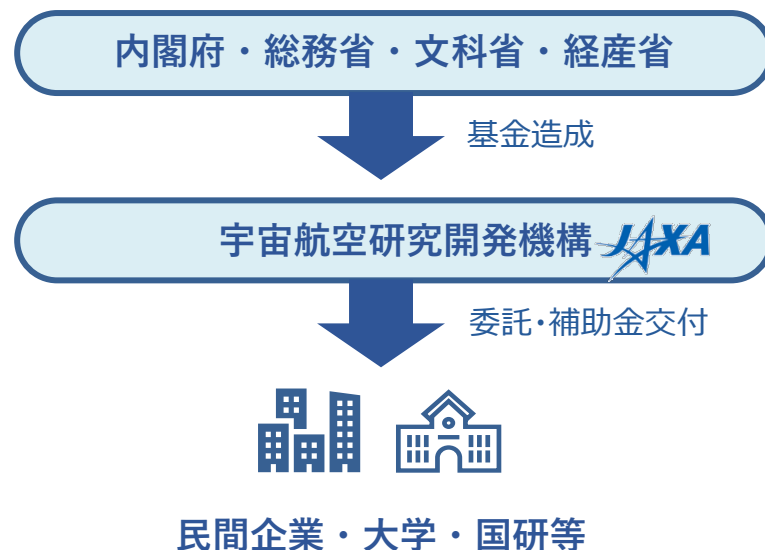 内閣府・総務省・文科省・経産省
基金造成
宇宙航空研究開発機構 JAXA
委託・補助金交付
民間企業・大学・国研等